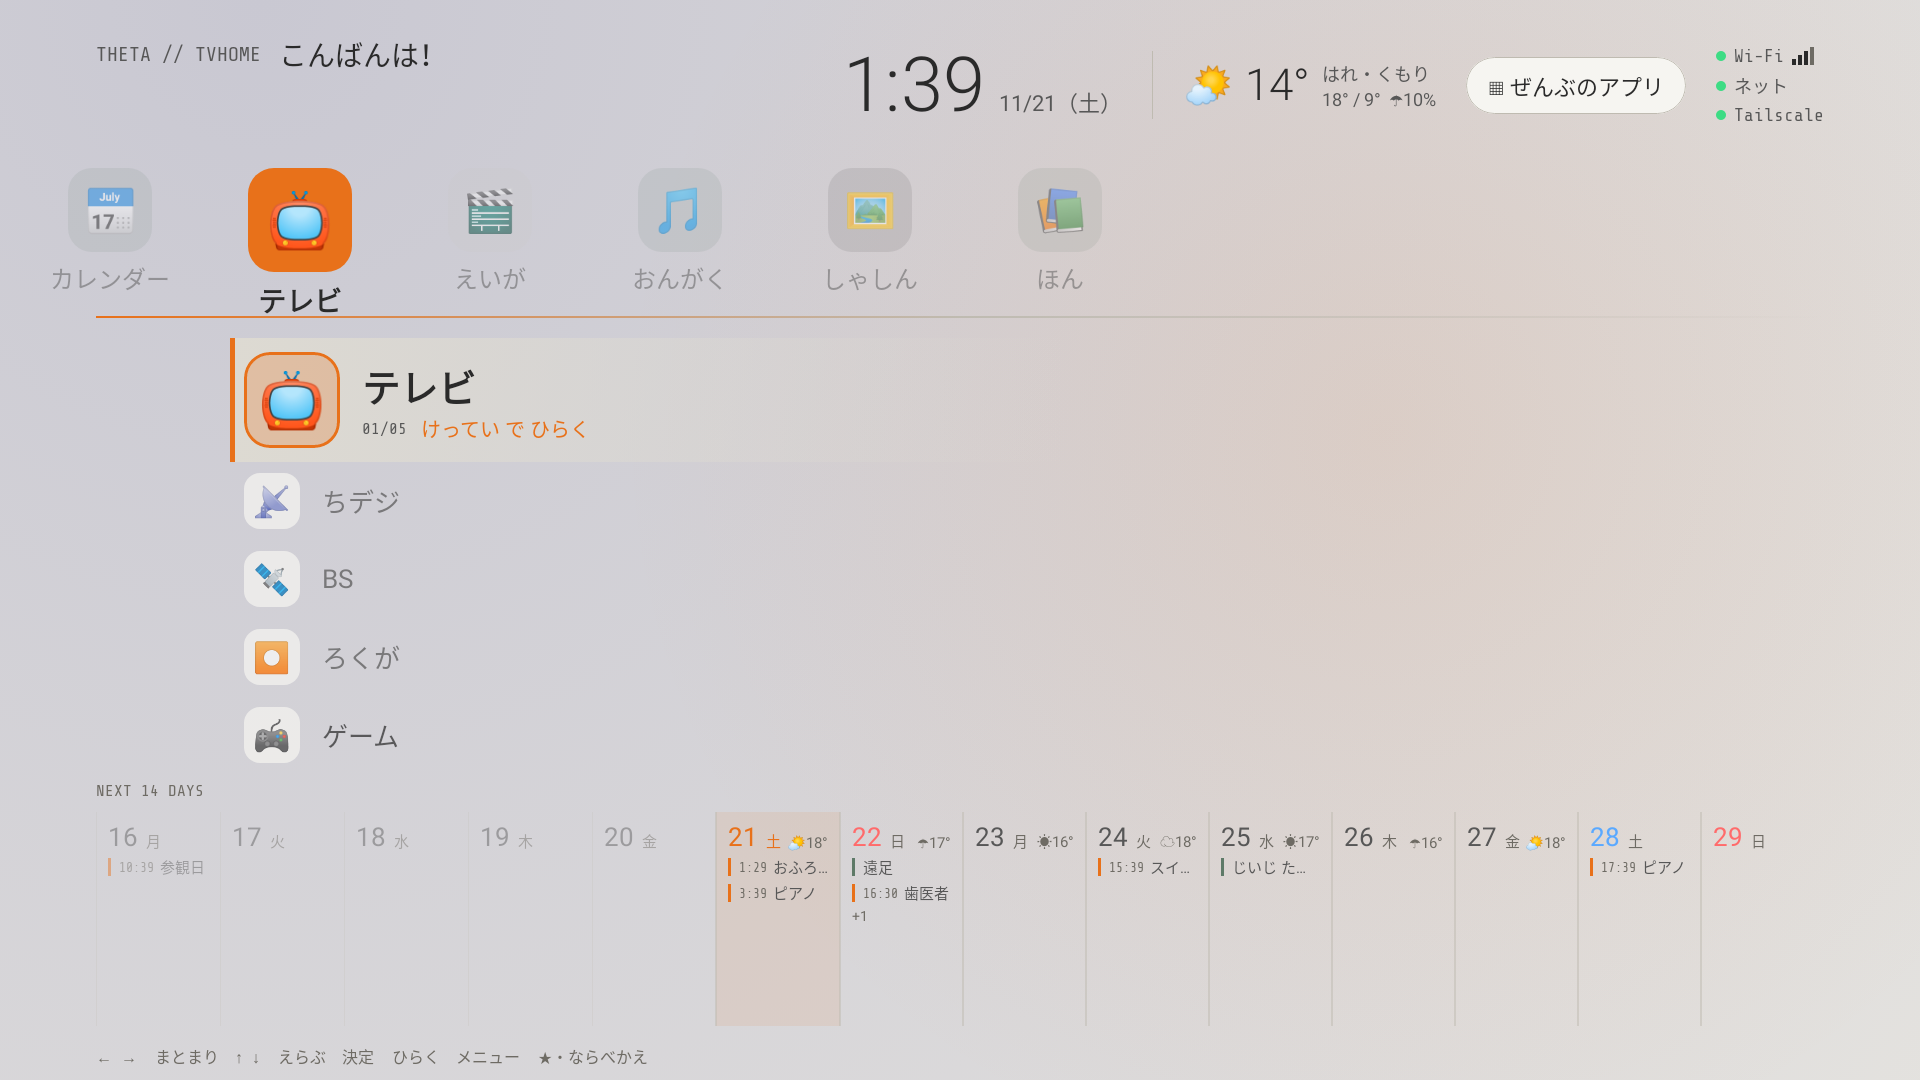 THETA // TVHOME こんばんは!
1:39 11/21（土）
14° はれ・くもり
18° / 9° ☂10%
▦ ぜんぶのアプリ
Wi-Fi
ネット
Tailscale
July
17
カレンダー テレビ えいが おんがく しゃしん ほん
テレビ
01/05 けってい で ひらく
ちデジ
BS
ろくが
ゲーム
NEXT 14 DAYS
16 月
10:39 参観日
17 火
18 水
19 木
20 金
21 土 18°
1:29 おふろ…
3:39 ピアノ
22 日 ☂17°
遠足
16:30 歯医者
+1
23 月 ☀16°
24 火 18°
15:39 スイ…
25 水 ☀17°
じいじ た…
26 木 ☂16°
27 金 18°
28 土
17:39 ピアノ
29 日
← → まとまり ↑ ↓ えらぶ 決定 ひらく メニュー ★・ならべかえ